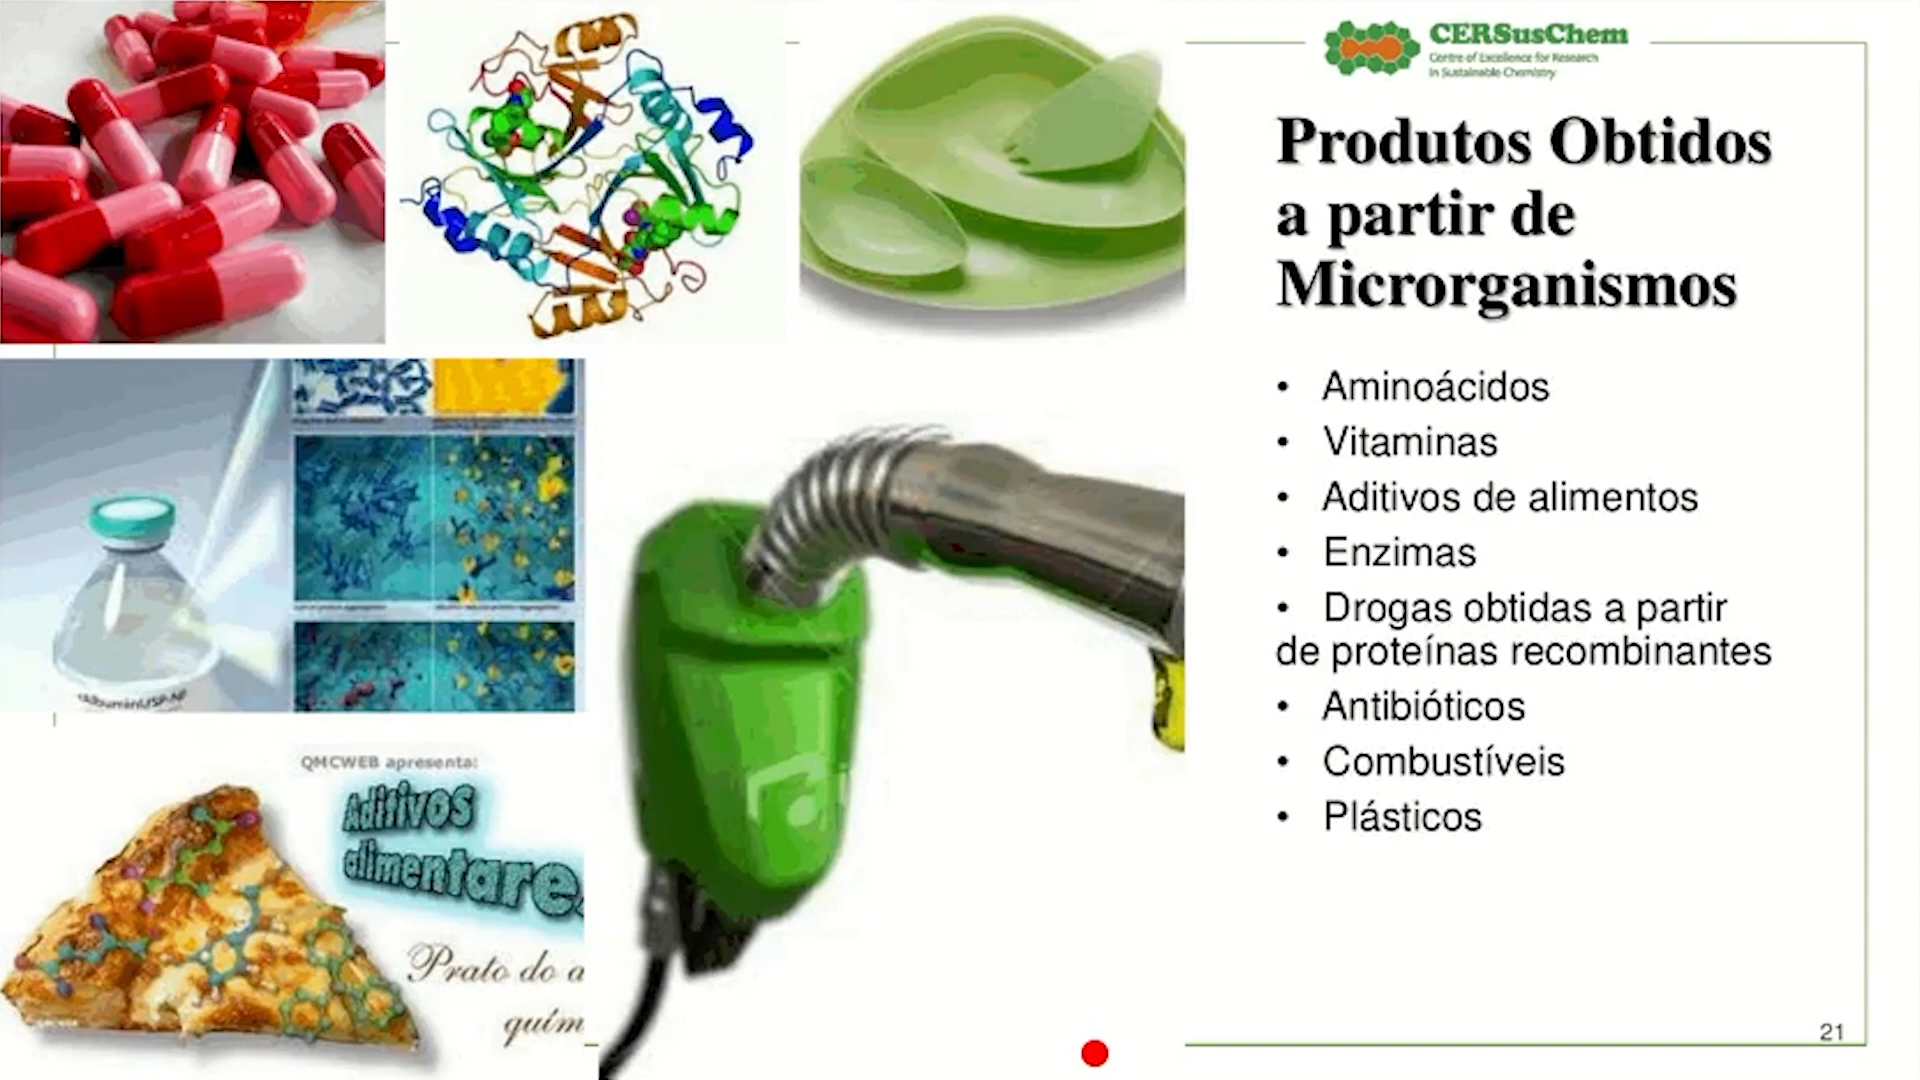 CERSusChem
Centre of Excellence for Research
in Sustainable Chemistry
Produtos Obtidos
a partir de
Microrganismos
• Aminoácidos
• Vitaminas
• Aditivos de alimentos
• Enzimas
• Drogas obtidas a partir
de proteínas recombinantes
• Antibióticos
• Combustíveis
• Plásticos
QMCWEB apresenta:
Aditivos
alimentare
Prato do a
quím
21